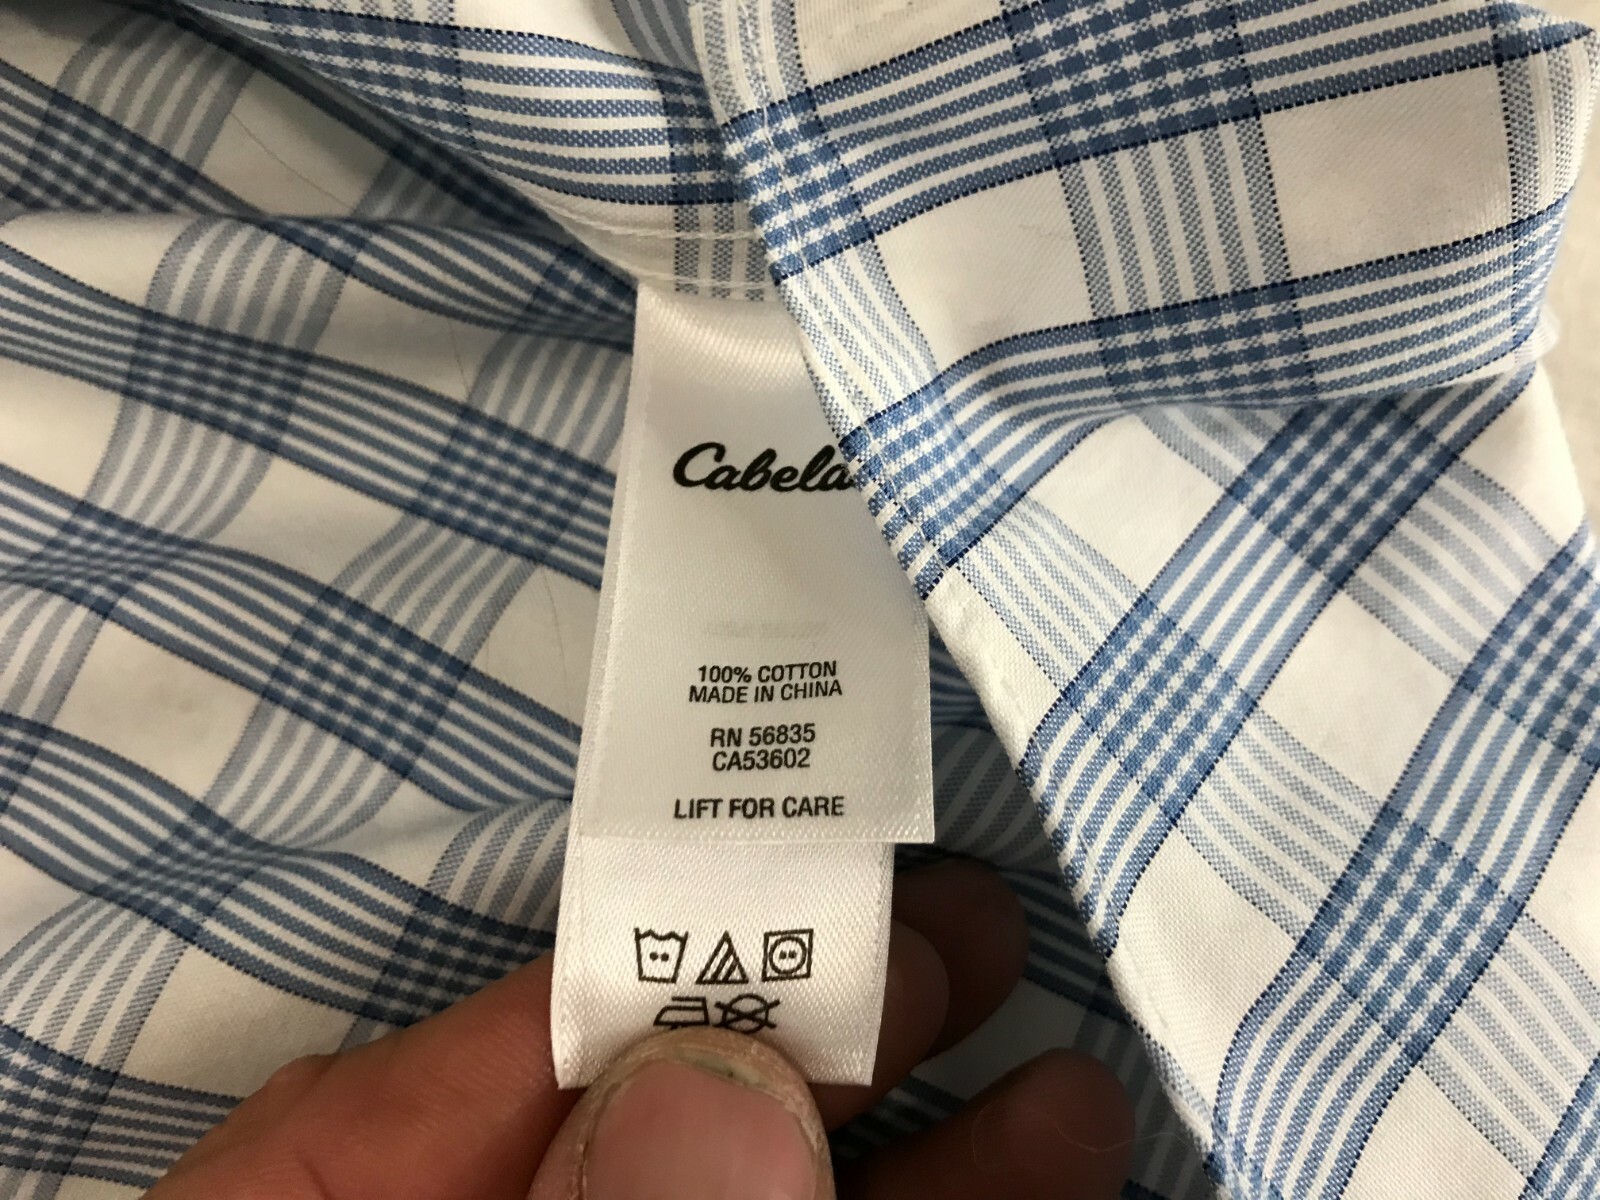 Cabela
100% COTTON
MADE IN CHINA
RN 56835
CA53602
LIFT FOR CARE